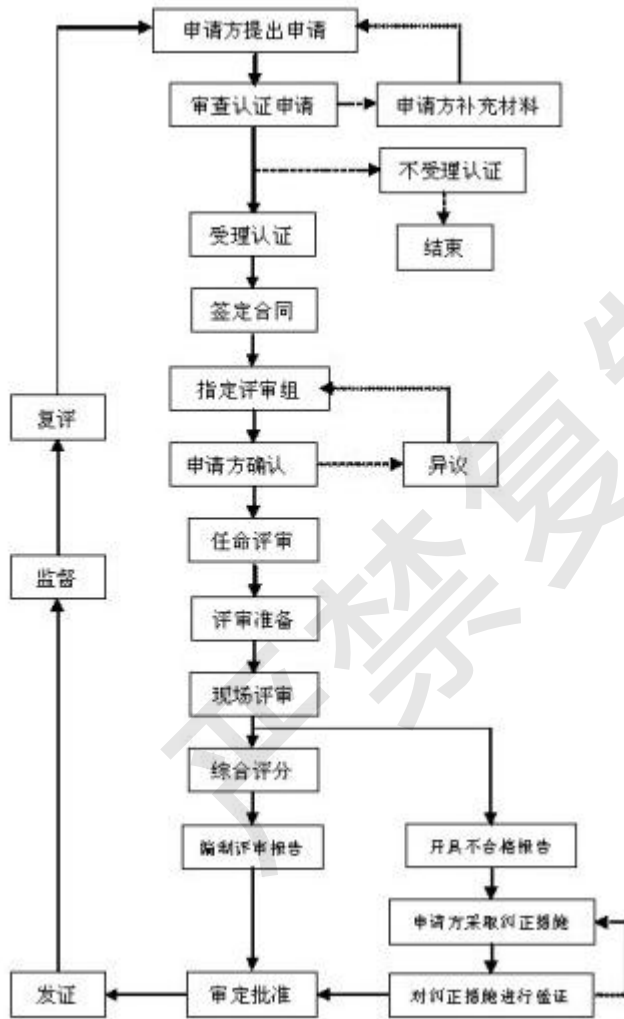 申请方提出申请
审查认证申请
申请方补充材料
不受理认证
受理认证
结束
签定合同
指定评审组
复评
申请方确认
异议
任命评审
监督
评审准备
现场评审
综合评分
编制评审报告
开具不合格报告
申请方采取纠正措施
发证
审定批准
对纠正措施进行验证
严禁复制